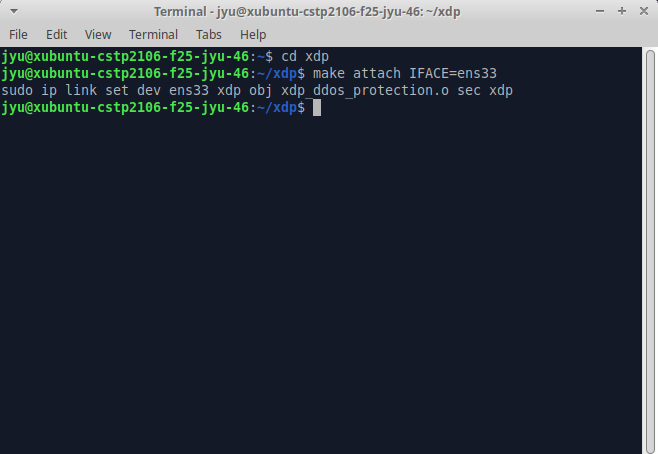 Terminal - jyu@xubuntu-cstp2106-f25-jyu-46: ~/xdp
File Edit View Terminal Tabs Help
jyu@xubuntu-cstp2106-f25-jyu-46:~$ cd xdp
jyu@xubuntu-cstp2106-f25-jyu-46:~/xdp$ make attach IFACE=ens33
sudo ip link set dev ens33 xdp obj xdp_ddos_protection.o sec xdp
jyu@xubuntu-cstp2106-f25-jyu-46:~/xdp$